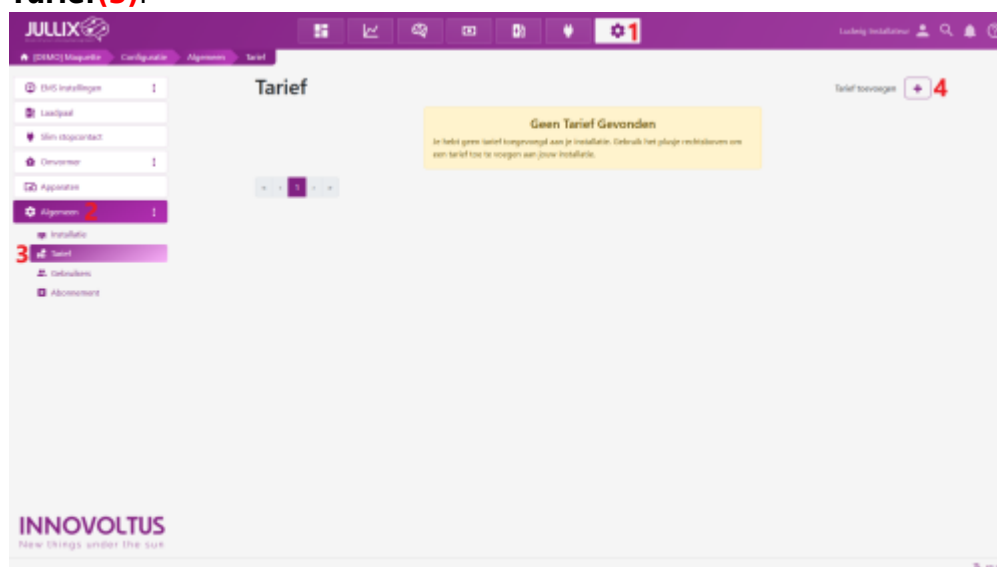 Tarief(3).
JULLIX
1
Ludwig Installateur
[DEMO] Maquette Configuratie Algemeen Tarief
EMS Instellingen
Laadpaal
Slim stopcontact
Omvormer
Apparaten
Algemeen 2
Installatie
3 Tarief
Gebruikers
Abonnement
Tarief
Tarief toevoegen + 4
Geen Tarief Gevonden
Je hebt geen tarief toegevoegd aan je installatie. Gebruik het plusje rechtsboven om
een tarief toe te voegen aan jouw installatie.
« ‹ 1 › »
INNOVOLTUS
New things under the sun